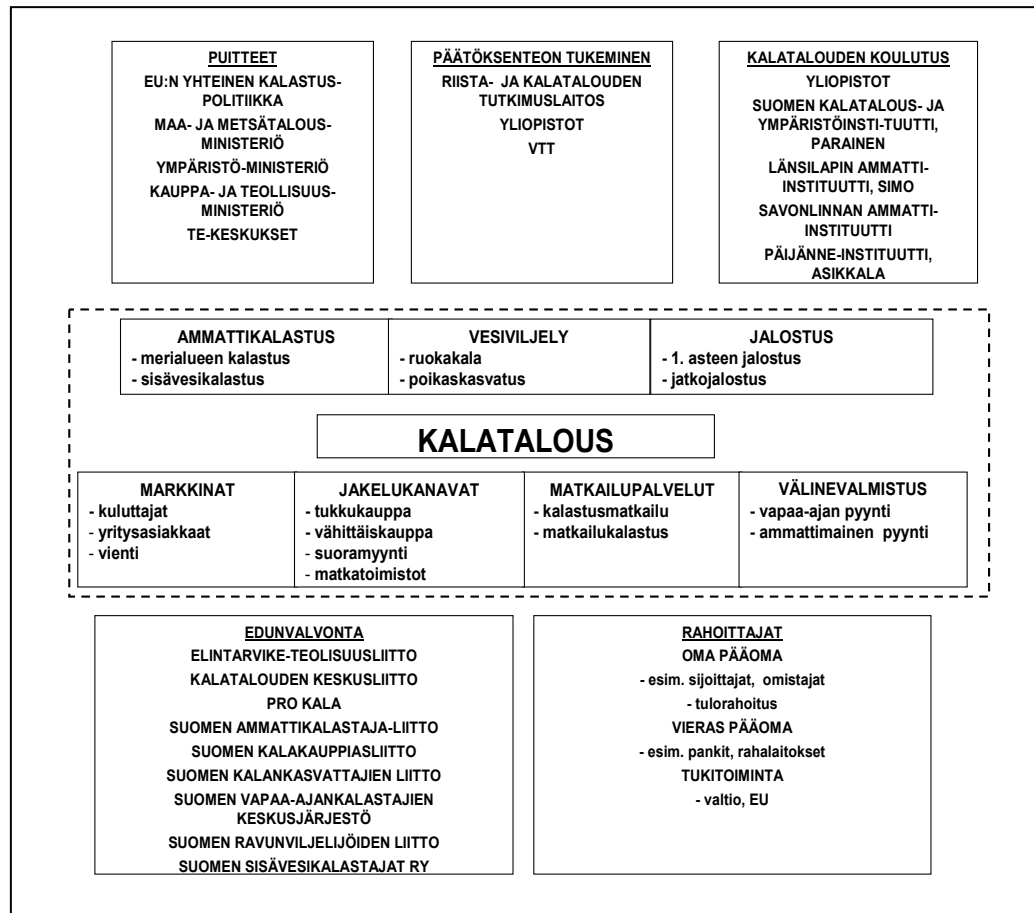 PUITTEET
EU:N YHTEINEN KALASTUS-
POLITIIKKA
MAA- JA METSÄTALOUS-
MINISTERIÖ
YMPÄRISTÖ-MINISTERIÖ
KAUPPA- JA TEOLLISUUS-
MINISTERIÖ
TE-KESKUKSET
PÄÄTÖKSENTEON TUKEMINEN
RIISTA- JA KALATALOUDEN
TUTKIMUSLAITOS
YLIOPISTOT
VTT
KALATALOUDEN KOULUTUS
YLIOPISTOT
SUOMEN KALATALOUS- JA
YMPÄRISTÖINSTI-TUUTTI,
PARAINEN
LÄNSILAPIN AMMATTI-
INSTITUUTTI, SIMO
SAVONLINNAN AMMATTI-
INSTITUUTTI
PÄIJÄNNE-INSTITUUTTI,
ASIKKALA
AMMATTIKALASTUS
- merialueen kalastus
- sisävesikalastus
VESIVILJELY
- ruokakala
- poikaskasvatus
JALOSTUS
- 1. asteen jalostus
- jatkojalostus
KALATALOUS
MARKKINAT
- kuluttajat
- yritysasiakkaat
- vienti
JAKELUKANAVAT
- tukkukauppa
- vähittäiskauppa
- suoramyynti
- matkatoimistot
MATKAILUPALVELUT
- kalastusmatkailu
- matkailukalastus
VÄLINEVALMISTUS
- vapaa-ajan pyynti
- ammattimainen pyynti
EDUNVALVONTA
ELINTARVIKE-TEOLISUUSLIITTO
KALATALOUDEN KESKUSLIITTO
PRO KALA
SUOMEN AMMATTIKALASTAJA-LIITTO
SUOMEN KALAKAUPPIASLIITTO
SUOMEN KALANKASVATTAJIEN LIITTO
SUOMEN VAPAA-AJANKALASTAJIEN
KESKUSJÄRJESTÖ
SUOMEN RAVUNVILJELIJÖIDEN LIITTO
SUOMEN SISÄVESIKALASTAJAT RY
RAHOITTAJAT
OMA PÄÄOMA
- esim. sijoittajat, omistajat
- tulorahoitus
VIERAS PÄÄOMA
- esim. pankit, rahalaitokset
TUKITOIMINTA
- valtio, EU